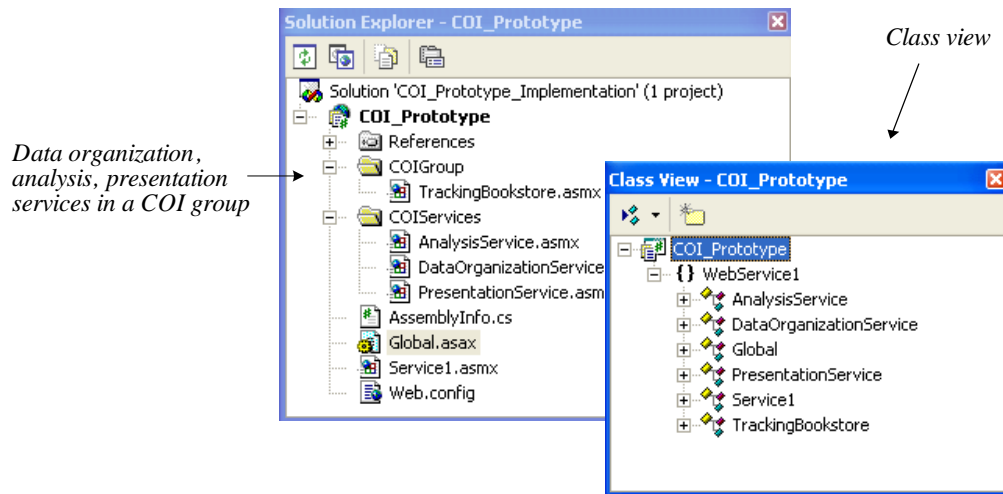 Solution Explorer - COI_Prototype
Class view
Solution 'COI_Prototype_Implementation' (1 project)
COI_Prototype
References
COIGroup
TrackingBookstore.asmx
COIServices
AnalysisService.asmx
DataOrganizationService
PresentationService.asm
AssemblyInfo.cs
Global.asax
Service1.asmx
Web.config
Data organization,
analysis, presentation
services in a COI group
Class View - COI_Prototype
COI_Prototype
{} WebService1
AnalysisService
DataOrganizationService
Global
PresentationService
Service1
TrackingBookstore